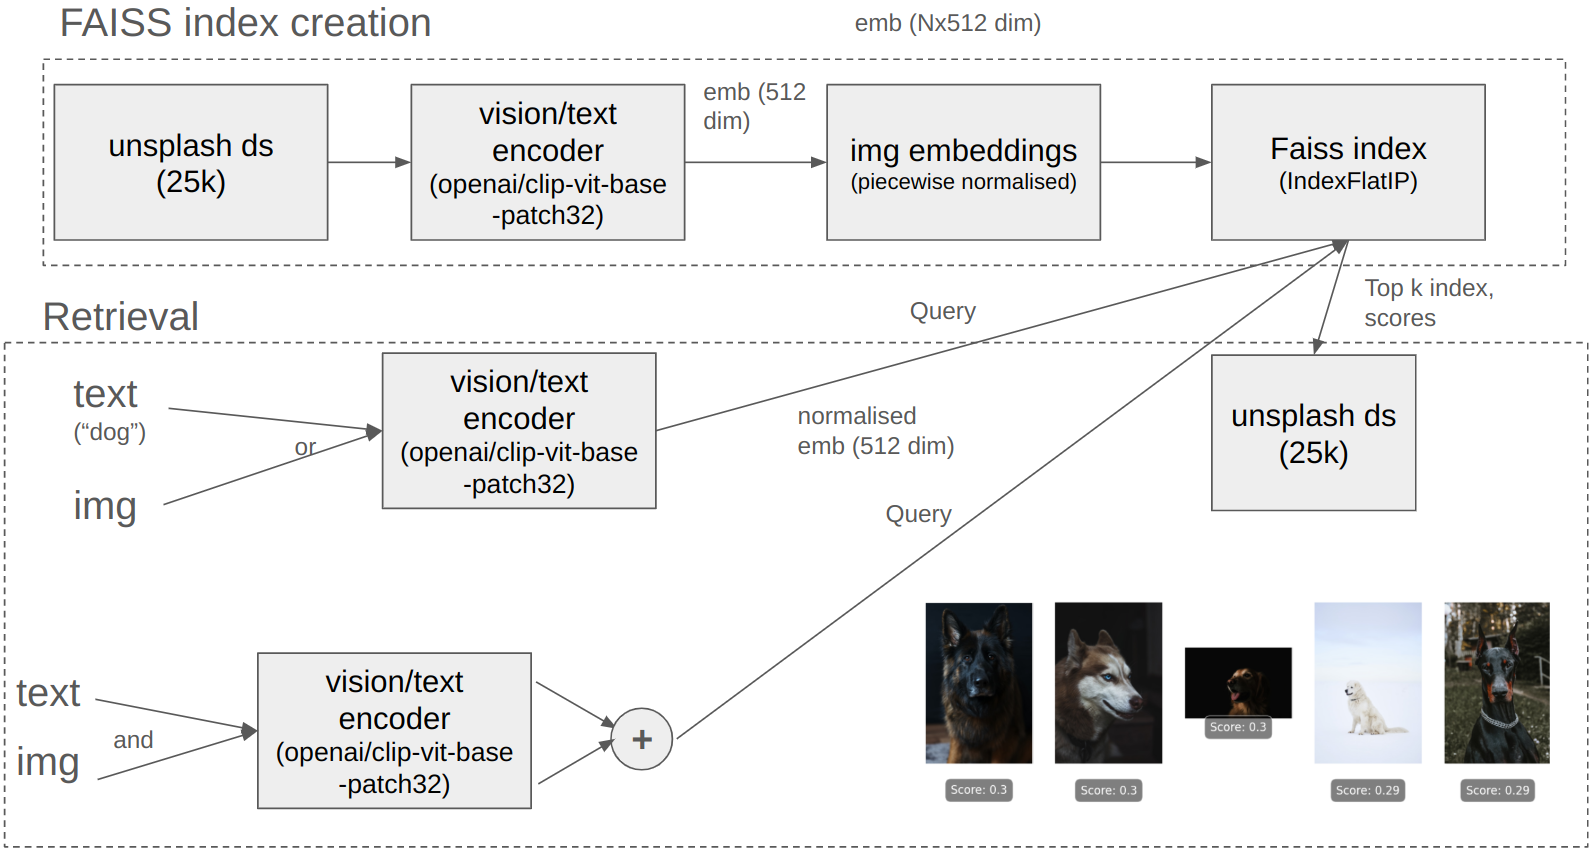 FAISS index creation
emb (Nx512 dim)
unsplash ds
(25k)
vision/text
encoder
(openai/clip-vit-base
-patch32)
emb (512
dim)
img embeddings
(piecewise normalised)
Faiss index
(IndexFlatIP)
Top k index,
scores
Query
Retrieval
text
(“dog”)
or
img
vision/text
encoder
(openai/clip-vit-base
-patch32)
normalised
emb (512 dim)
unsplash ds
(25k)
Query
text
and
img
vision/text
encoder
(openai/clip-vit-base
-patch32)
+
Score: 0.3
Score: 0.3
Score: 0.3
Score: 0.29
Score: 0.29